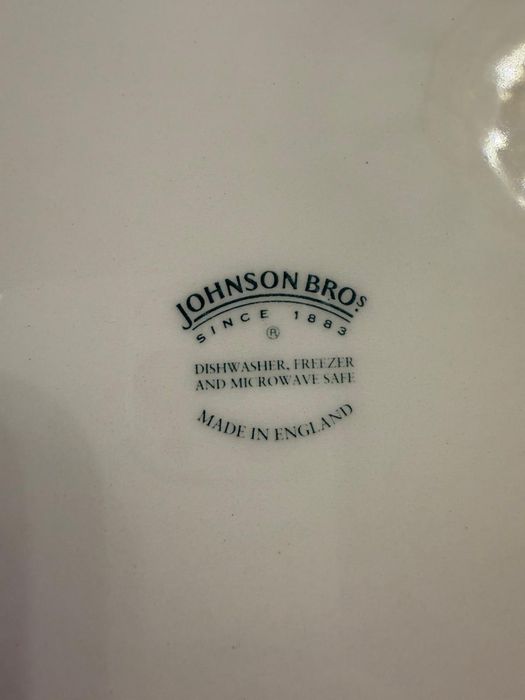 JOHNSON BROS
SINCE 1883
®
DISHWASHER, FREEZER
AND MICROWAVE SAFE
MADE IN ENGLAND